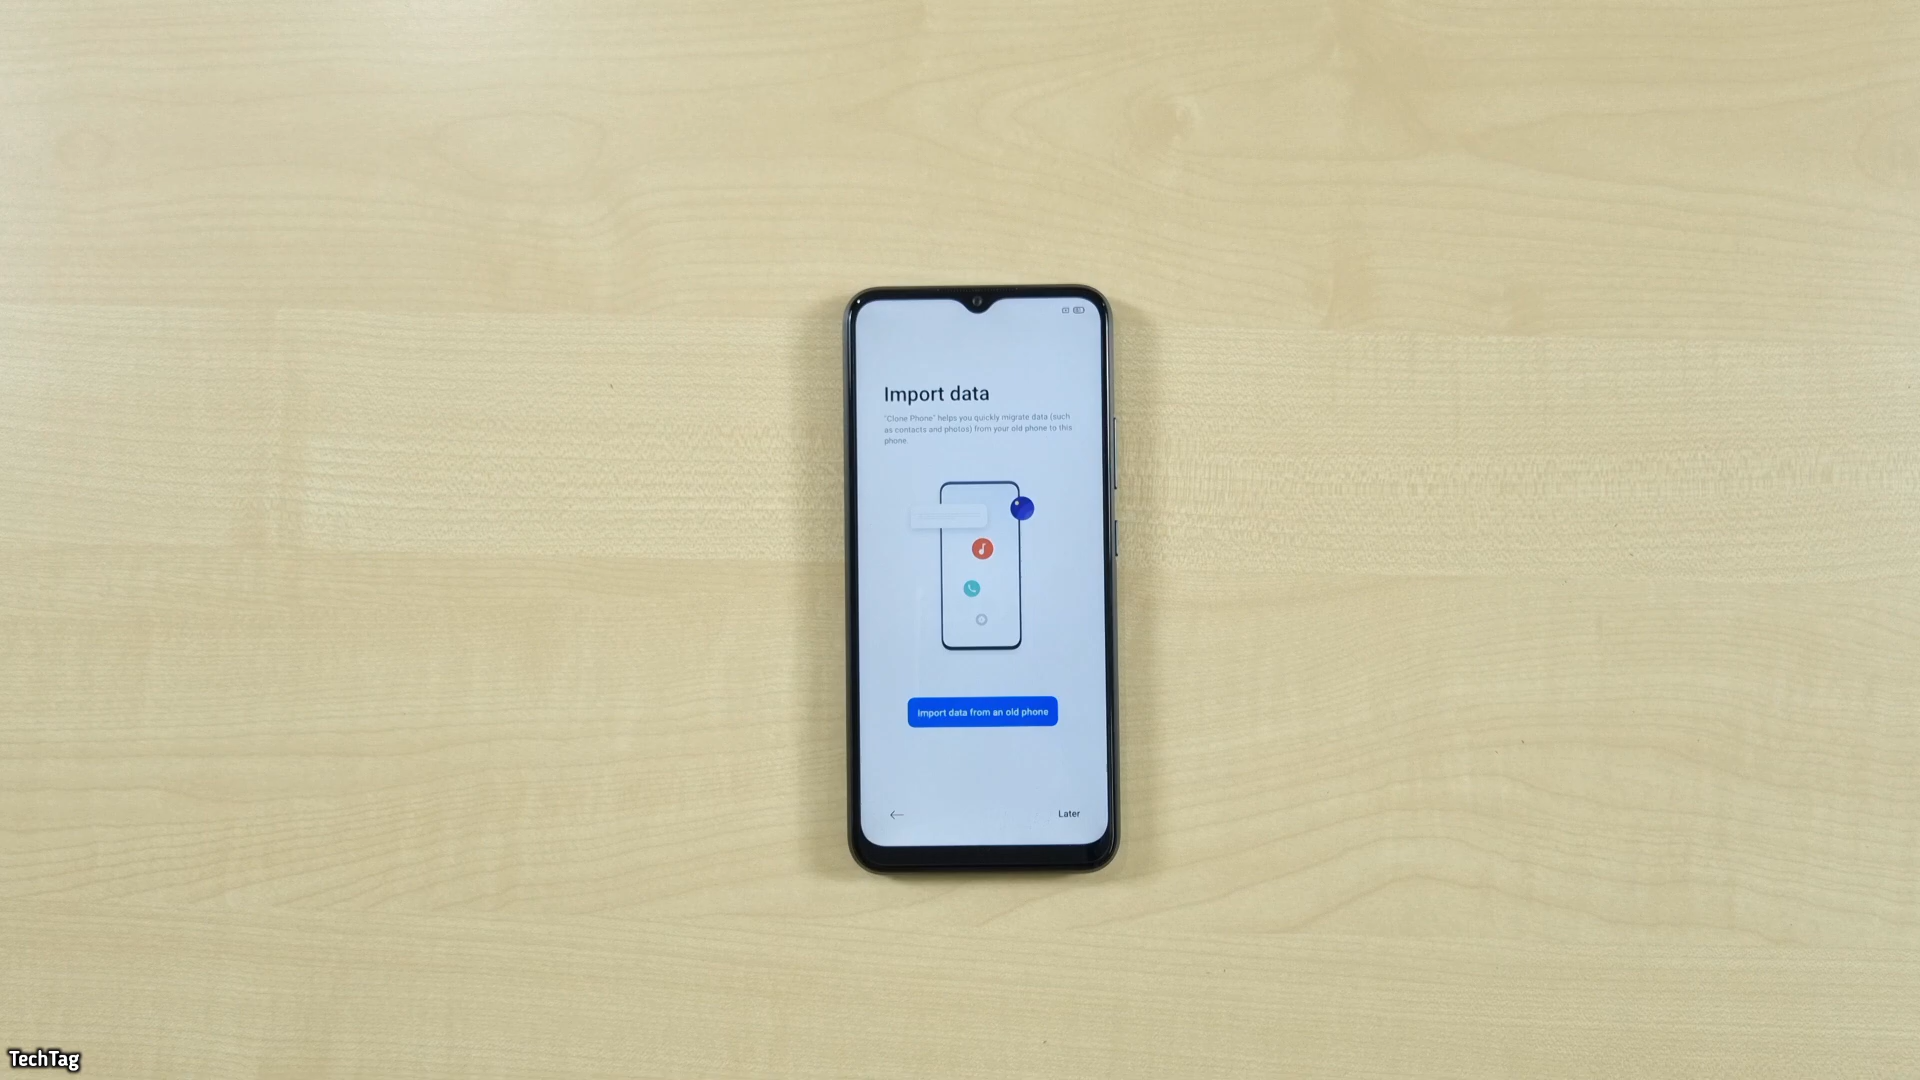 Import data
"Clone Phone" helps you quickly migrate data (such
as contacts and photos) from your old phone to this
phone.
Import data from an old phone
Later
TechTag